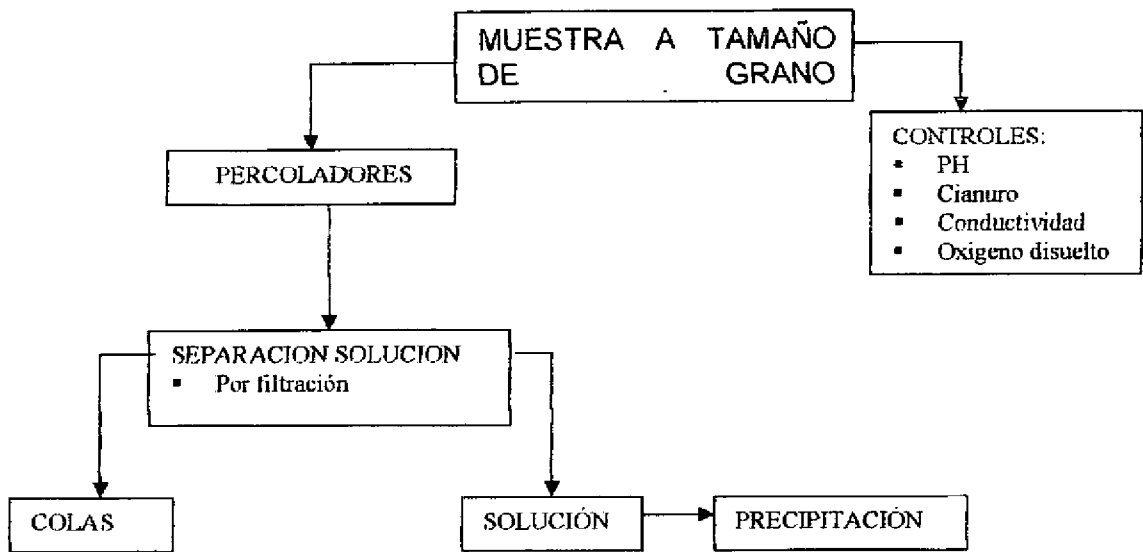 MUESTRA A TAMAÑO
DE GRANO
CONTROLES:
▪ PH
▪ Cianuro
▪ Conductividad
▪ Oxigeno disuelto
PERCOLADORES
SEPARACION SOLUCION
▪ Por filtración
COLAS
SOLUCIÓN
PRECIPITACIÓN